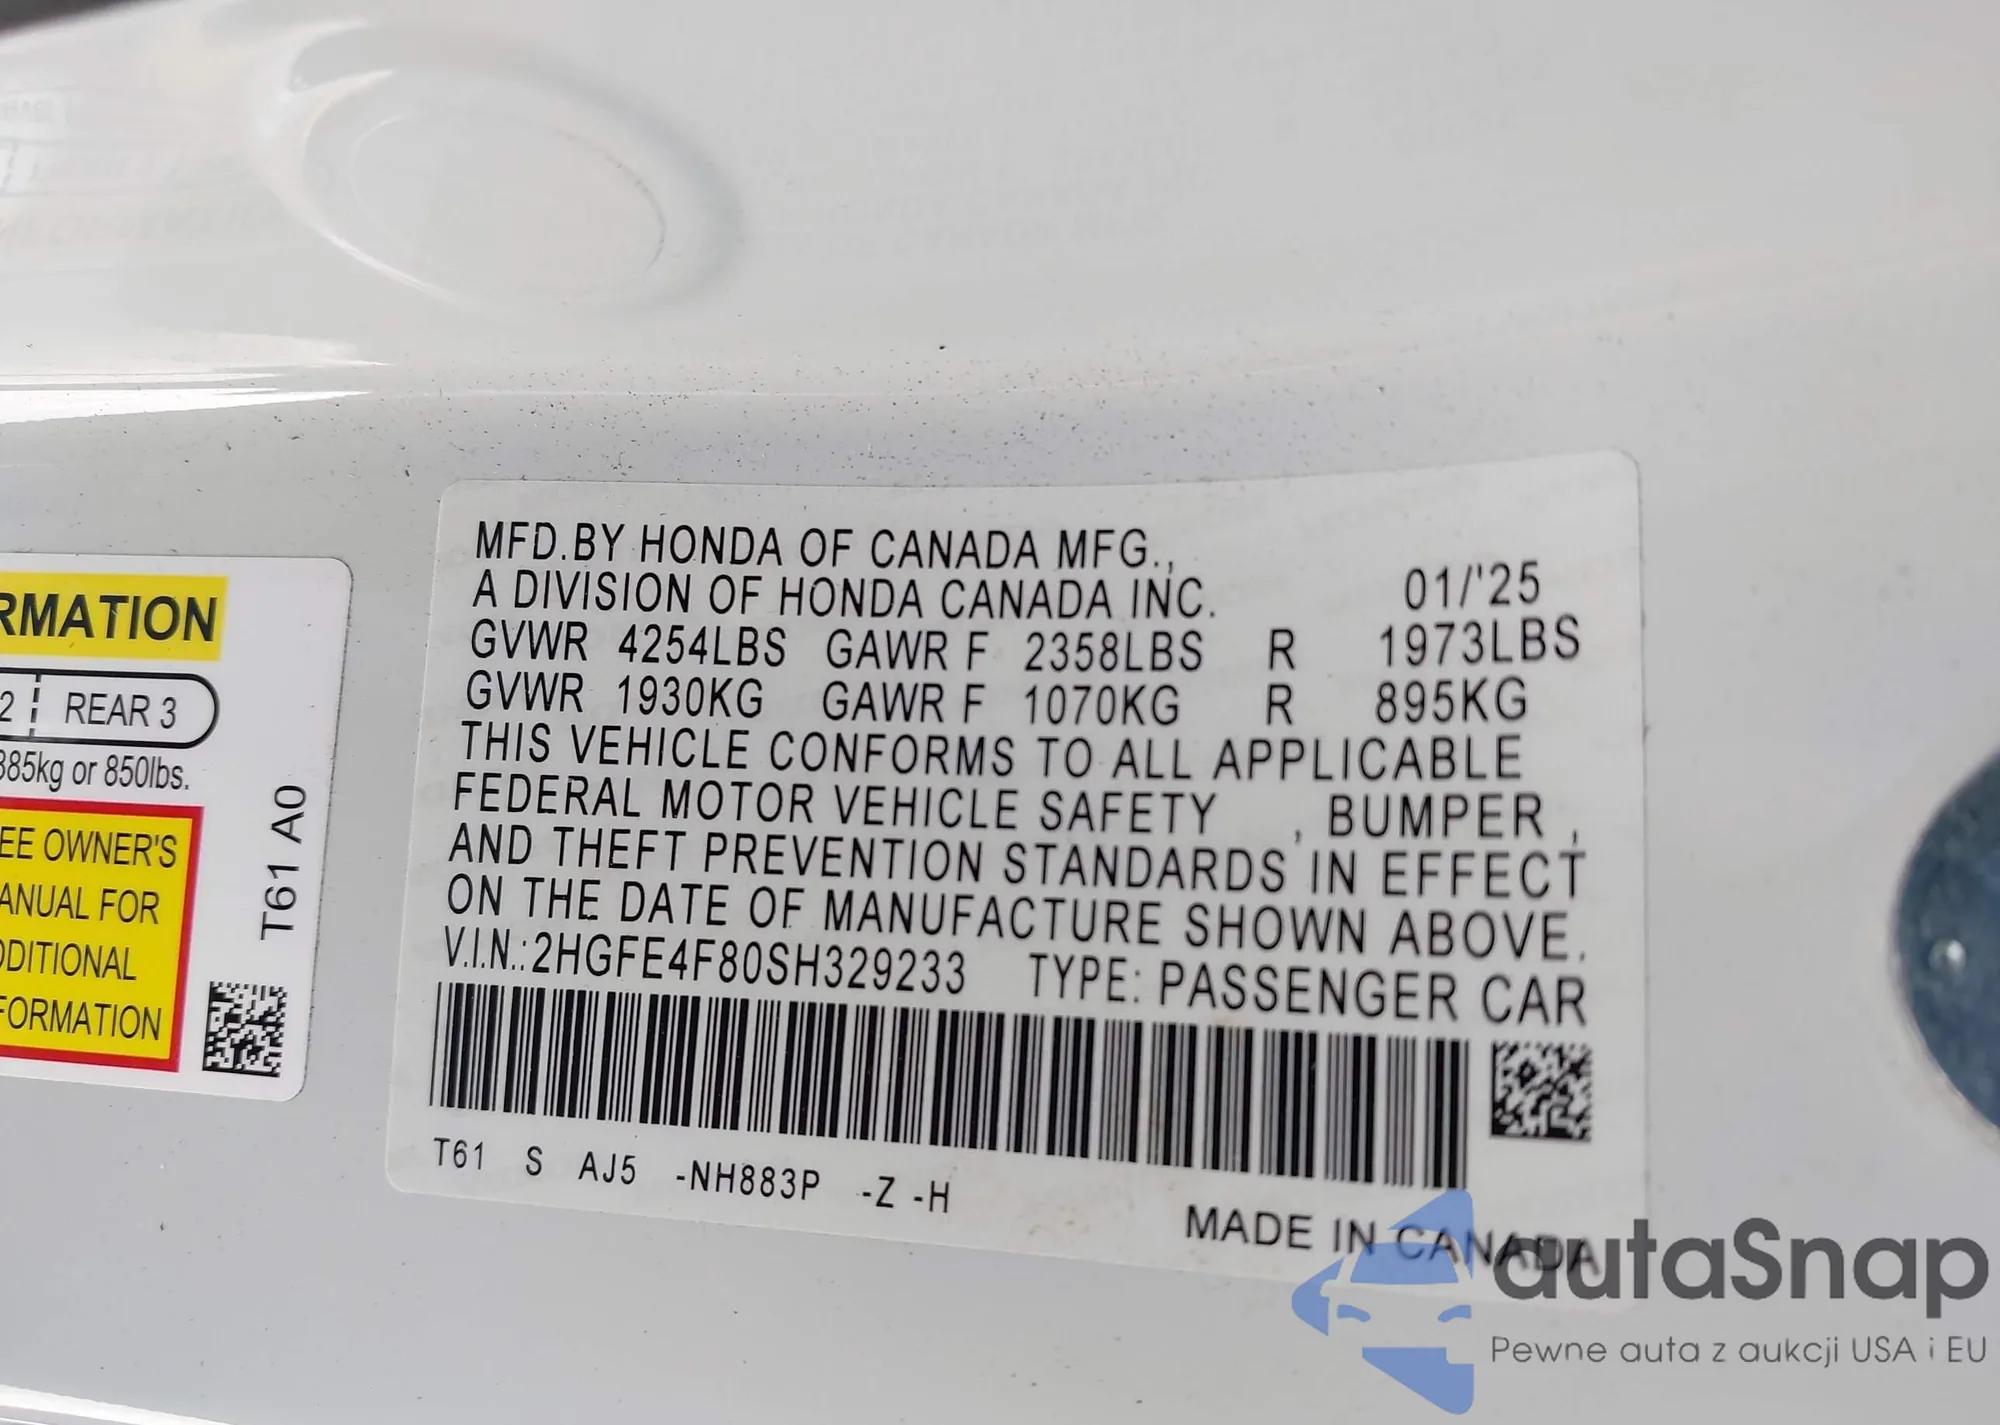 RMATION
2 REAR 3
385kg or 850lbs.
EE OWNER'S
ANUAL FOR
DDITIONAL
FORMATION
T61 A0
MFD.BY HONDA OF CANADA MFG.,
A DIVISION OF HONDA CANADA INC. 01/'25
GVWR 4254LBS GAWR F 2358LBS R 1973LBS
GVWR 1930KG GAWR F 1070KG R 895KG
THIS VEHICLE CONFORMS TO ALL APPLICABLE
FEDERAL MOTOR VEHICLE SAFETY , BUMPER ,
AND THEFT PREVENTION STANDARDS IN EFFECT
ON THE DATE OF MANUFACTURE SHOWN ABOVE.
V.I.N.:2HGFE4F80SH329233 TYPE: PASSENGER CAR
T61 S AJ5 -NH883P -Z -H
MADE IN CANADA
autaSnap
Pewne auta z aukcji USA i EU